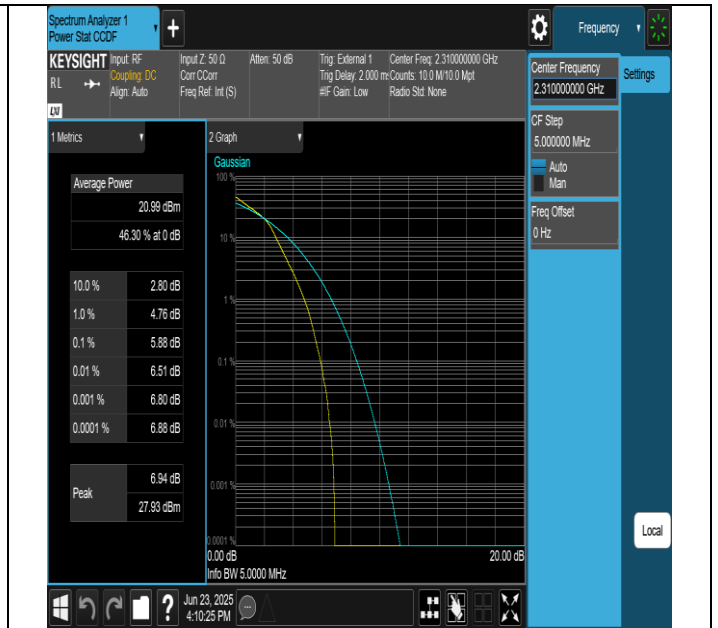 Spectrum Analyzer 1
Power Stat CCDF
+
Frequency
KEYSIGHT
RL
LXI
Input: RF
Coupling: DC
Align: Auto
Input Z: 50 Ω
Corr CCorr
Freq Ref: Int (S)
Atten: 50 dB
Trig: External 1
Trig Delay: 2.000 ms
#IF Gain: Low
Center Freq: 2.310000000 GHz
Counts: 10.0 M/10.0 Mpt
Radio Std: None
Center Frequency
2.310000000 GHz
Settings
CF Step
5.000000 MHz
Auto
Man
Freq Offset
0 Hz
Local
1 Metrics
Average Power
20.99 dBm
46.30 % at 0 dB
10.0 % 2.80 dB
1.0 % 4.76 dB
0.1 % 5.88 dB
0.01 % 6.51 dB
0.001 % 6.80 dB
0.0001 % 6.88 dB
Peak
6.94 dB
27.93 dBm
2 Graph
Gaussian
100 %
10 %
1 %
0.1 %
0.01 %
0.001 %
0.0001 %
0.00 dB
20.00 dB
Info BW 5.0000 MHz
?
Jun 23, 2025
4:10:25 PM